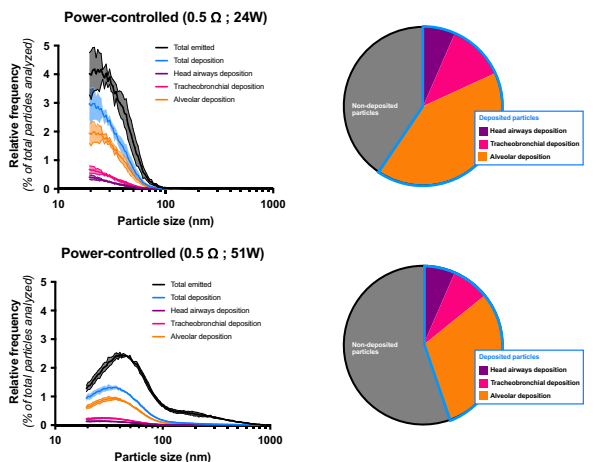 Power-controlled (0.5 Ω ; 24W)
Relative frequency
(% of total particles analyzed)
5
4
3
2
1
0
Total emitted
Total deposition
Head airways deposition
Tracheobronchial deposition
Alveolar deposition
10
100
1000
Particle size (nm)
Non-deposited
particles
Deposited particles
Head airways deposition
Tracheobronchial deposition
Alveolar deposition
Power-controlled (0.5 Ω ; 51W)
Relative frequency
(% of total particles analyzed)
5
4
3
2
1
0
Total emitted
Total deposition
Head airways deposition
Tracheobronchial deposition
Alveolar deposition
10
100
1000
Particle size (nm)
Non-deposited
particles
Deposited particles
Head airways deposition
Tracheobronchial deposition
Alveolar deposition